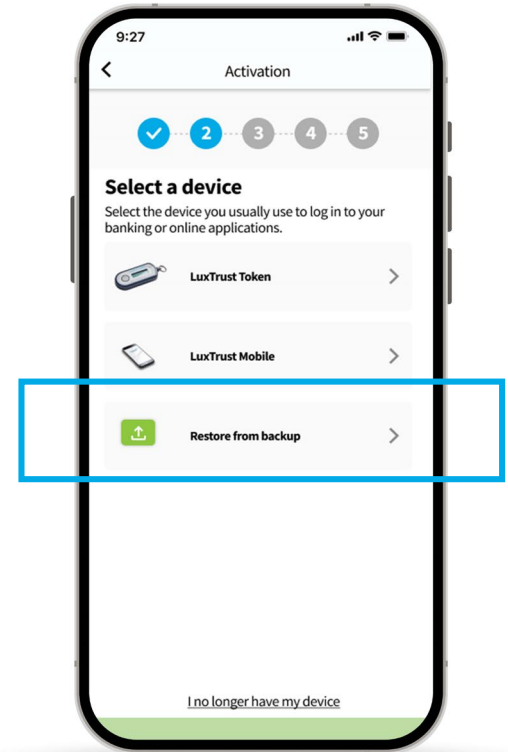 9:27
Activation
2 3 4 5
Select a device
Select the device you usually use to log in to your
banking or online applications.
LuxTrust Token
LuxTrust Mobile
Restore from backup
I no longer have my device